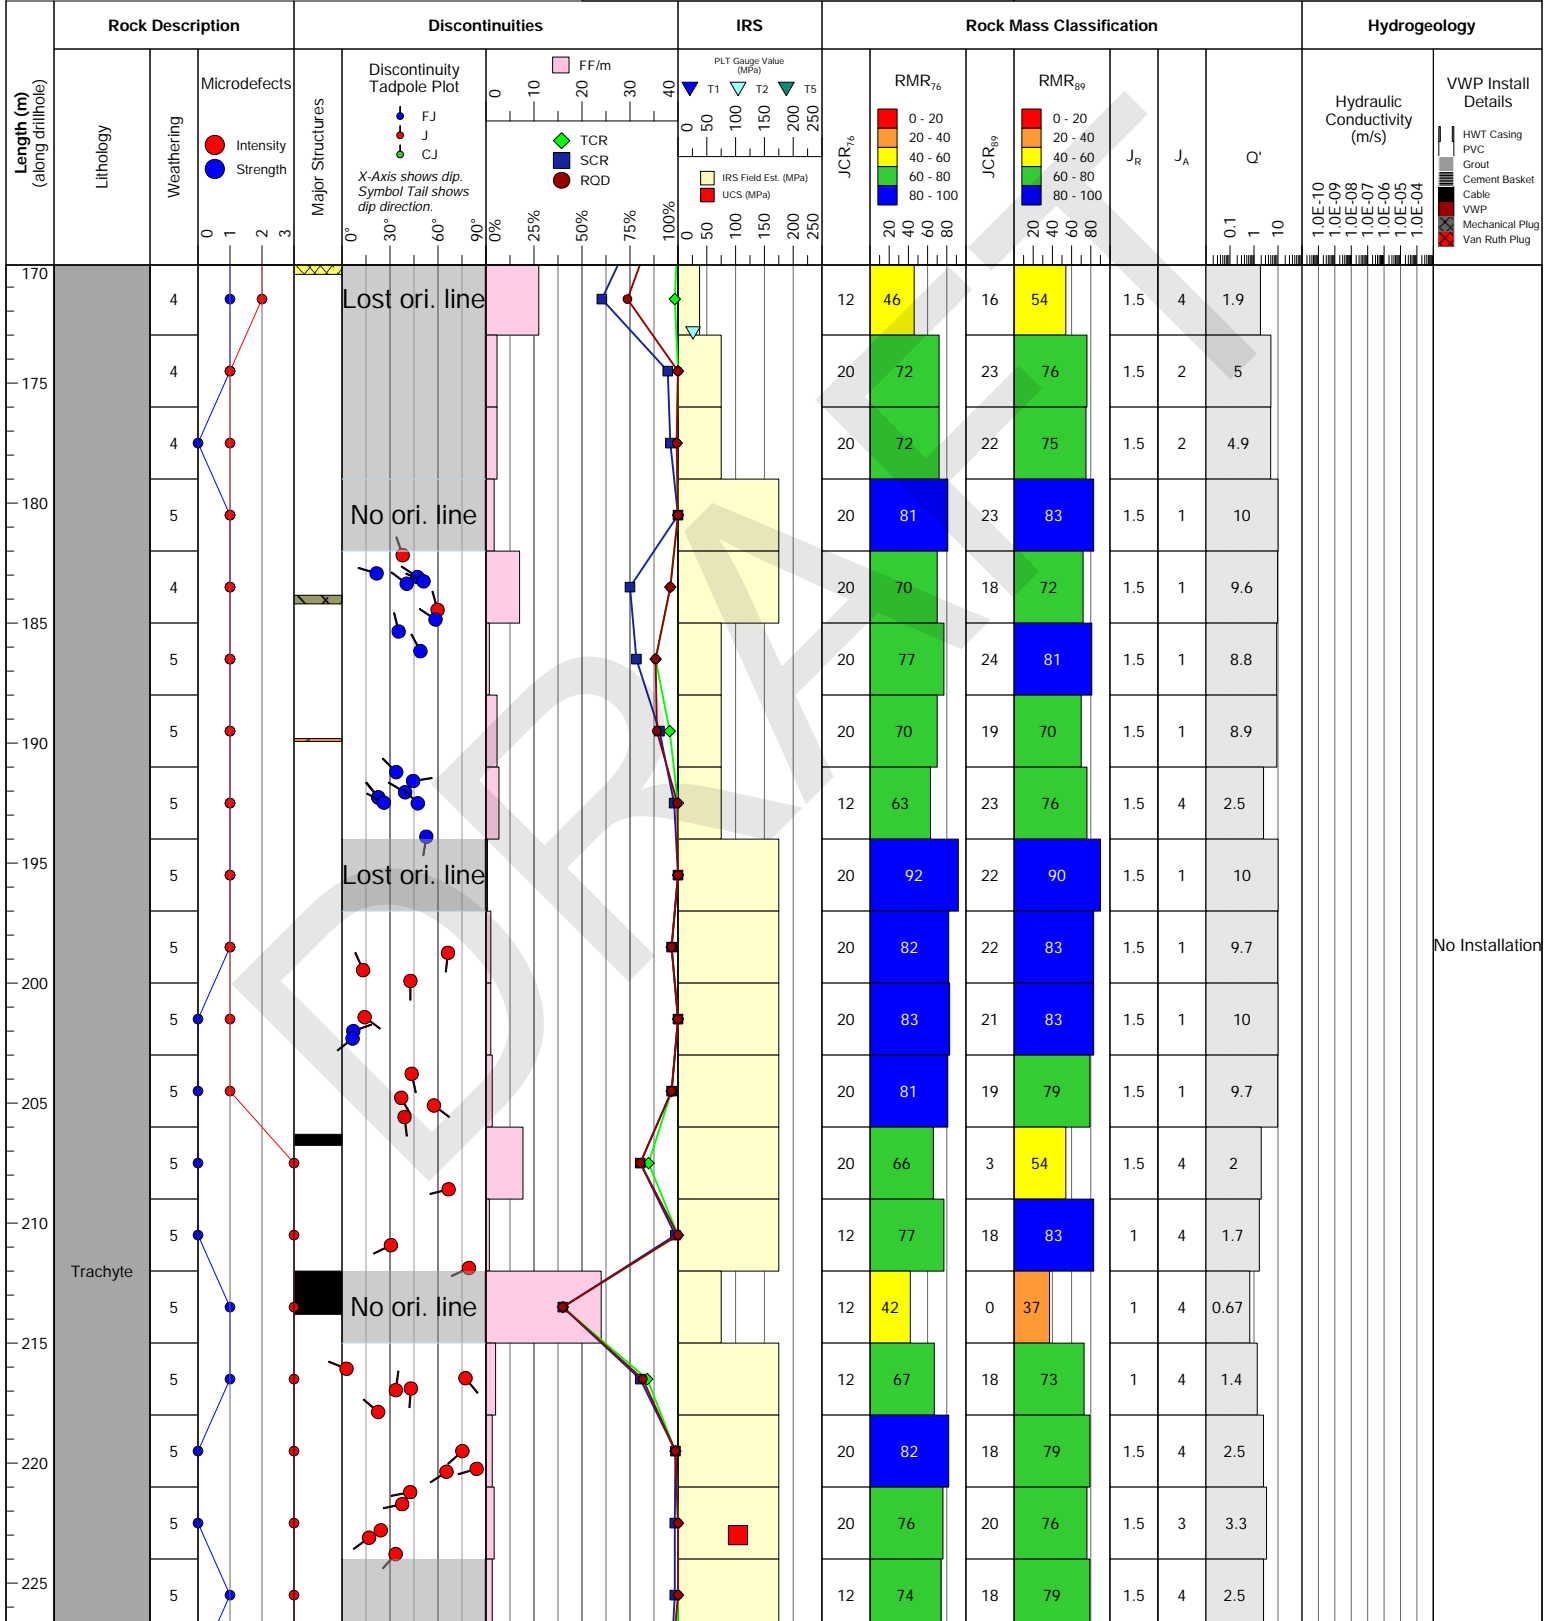 Rock Description
Discontinuities
IRS
Rock Mass Classification
Hydrogeology
Length (m)
(along drillhole)
Lithology
Weathering
Microdefects
Intensity
Strength
0 1 2 3
Major Structures
Discontinuity
Tadpole Plot
FJ
J
CJ
X-Axis shows dip.
Symbol Tail shows
dip direction.
0° 30° 60° 90°
FF/m
0 10 20 30 40
TCR
SCR
RQD
0% 25% 50% 75% 100%
PLT Gauge Value
(MPa)
T1 T2 T5
0 50 100 150 200 250
IRS Field Est. (MPa)
UCS (MPa)
0 50 100 150 200 250
JCR76
RMR76
0 - 20
20 - 40
40 - 60
60 - 80
80 - 100
20 40 60 80
JCR89
RMR89
0 - 20
20 - 40
40 - 60
60 - 80
80 - 100
20 40 60 80
JR
JA
Q'
0.1 1 10
Hydraulic
Conductivity
(m/s)
1.0E-10 1.0E-09 1.0E-08 1.0E-07 1.0E-06 1.0E-05 1.0E-04
VWP Install
Details
HWT Casing
PVC
Grout
Cement Basket
Cable
VWP
Mechanical Plug
Van Ruth Plug
170
4 Lost ori. line 12 46 16 54 1.5 4 1.9
175
4 20 72 23 76 1.5 2 5
4 20 72 22 75 1.5 2 4.9
180
5 No ori. line 20 81 23 83 1.5 1 10
4 20 70 18 72 1.5 1 9.6
185
5 20 77 24 81 1.5 1 8.8
5 20 70 19 70 1.5 1 8.9
190
5 12 63 23 76 1.5 4 2.5
195
5 Lost ori. line 20 92 22 90 1.5 1 10
5 20 82 22 83 1.5 1 9.7
No Installation
200
5 20 83 21 83 1.5 1 10
5 20 81 19 79 1.5 1 9.7
205
5 20 66 3 54 1.5 4 2
210
5 12 77 18 83 1 4 1.7
Trachyte
5 No ori. line 12 42 0 37 1 4 0.67
215
5 12 67 18 73 1 4 1.4
5 20 82 18 79 1.5 4 2.5
220
5 20 76 20 76 1.5 3 3.3
225
5 12 74 18 79 1.5 4 2.5
DRAFT